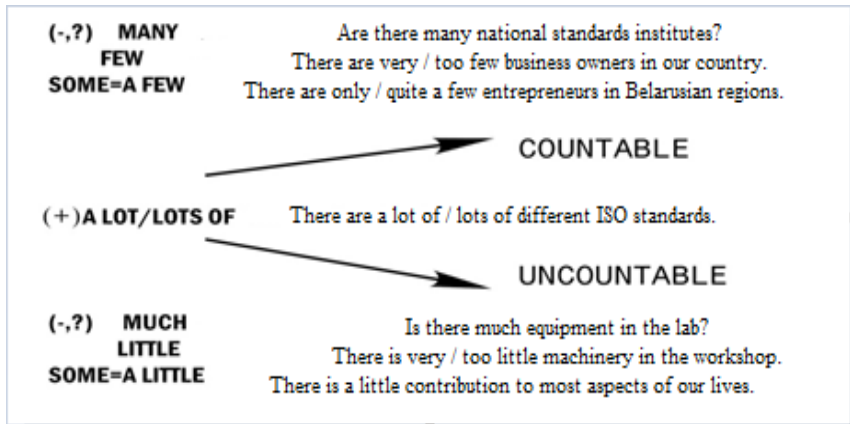 (-,?) MANY Are there many national standards institutes?
FEW There are very / too few business owners in our country.
SOME=A FEW There are only / quite a few entrepreneurs in Belarusian regions.
COUNTABLE
(+)A LOT/LOTS OF There are a lot of / lots of different ISO standards.
UNCOUNTABLE
(-,?) MUCH Is there much equipment in the lab?
LITTLE There is very / too little machinery in the workshop.
SOME=A LITTLE There is a little contribution to most aspects of our lives.